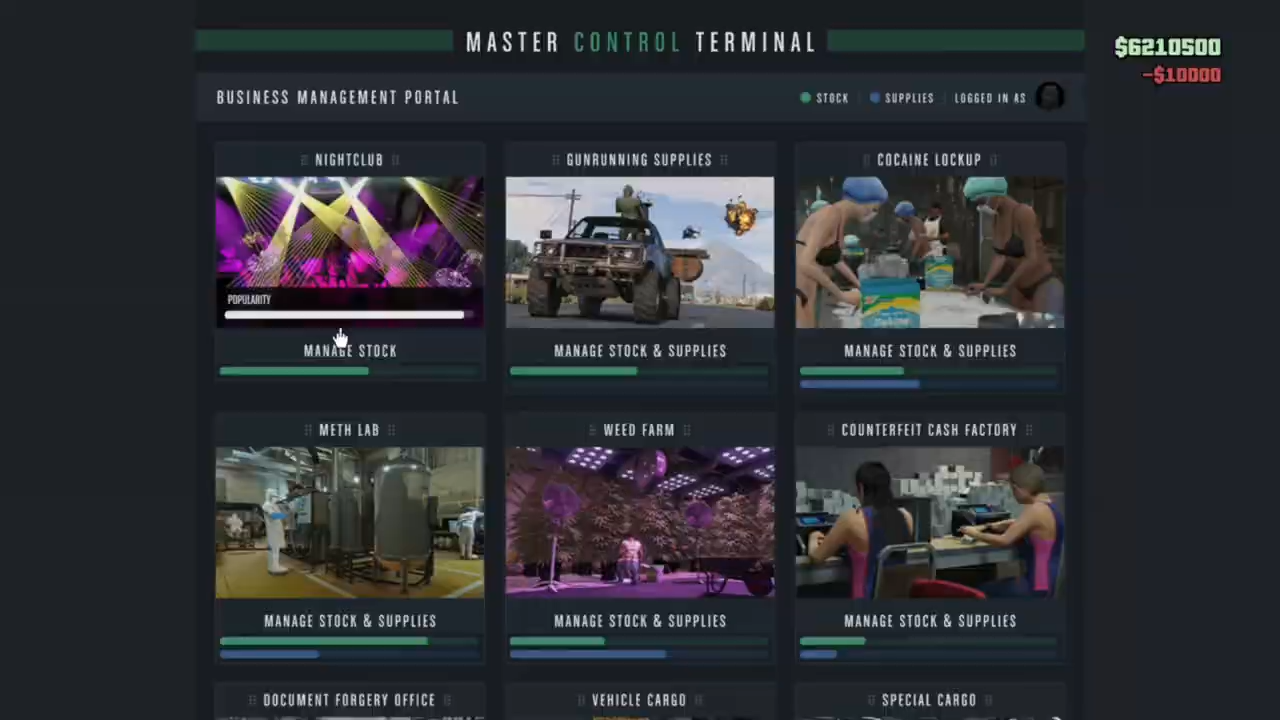 MASTER CONTROL TERMINAL
$6210500
-$10000
BUSINESS MANAGEMENT PORTAL
STOCK
SUPPLIES
LOGGED IN AS
NIGHTCLUB
GUNRUNNING SUPPLIES
COCAINE LOCKUP
POPULARITY
MANAGE STOCK
MANAGE STOCK & SUPPLIES
MANAGE STOCK & SUPPLIES
METH LAB
WEED FARM
COUNTERFEIT CASH FACTORY
MANAGE STOCK & SUPPLIES
MANAGE STOCK & SUPPLIES
MANAGE STOCK & SUPPLIES
DOCUMENT FORGERY OFFICE
VEHICLE CARGO
SPECIAL CARGO